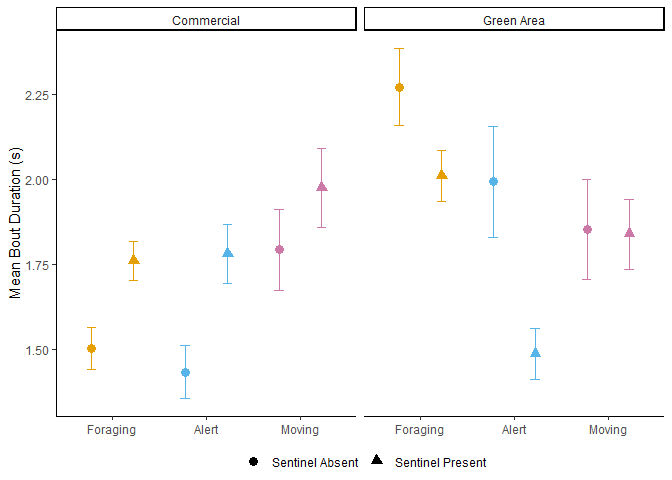 Commercial
Green Area
Mean Bout Duration (s)
2.25
2.00
1.75
1.50
Foraging
Alert
Moving
Foraging
Alert
Moving
Sentinel Absent
Sentinel Present